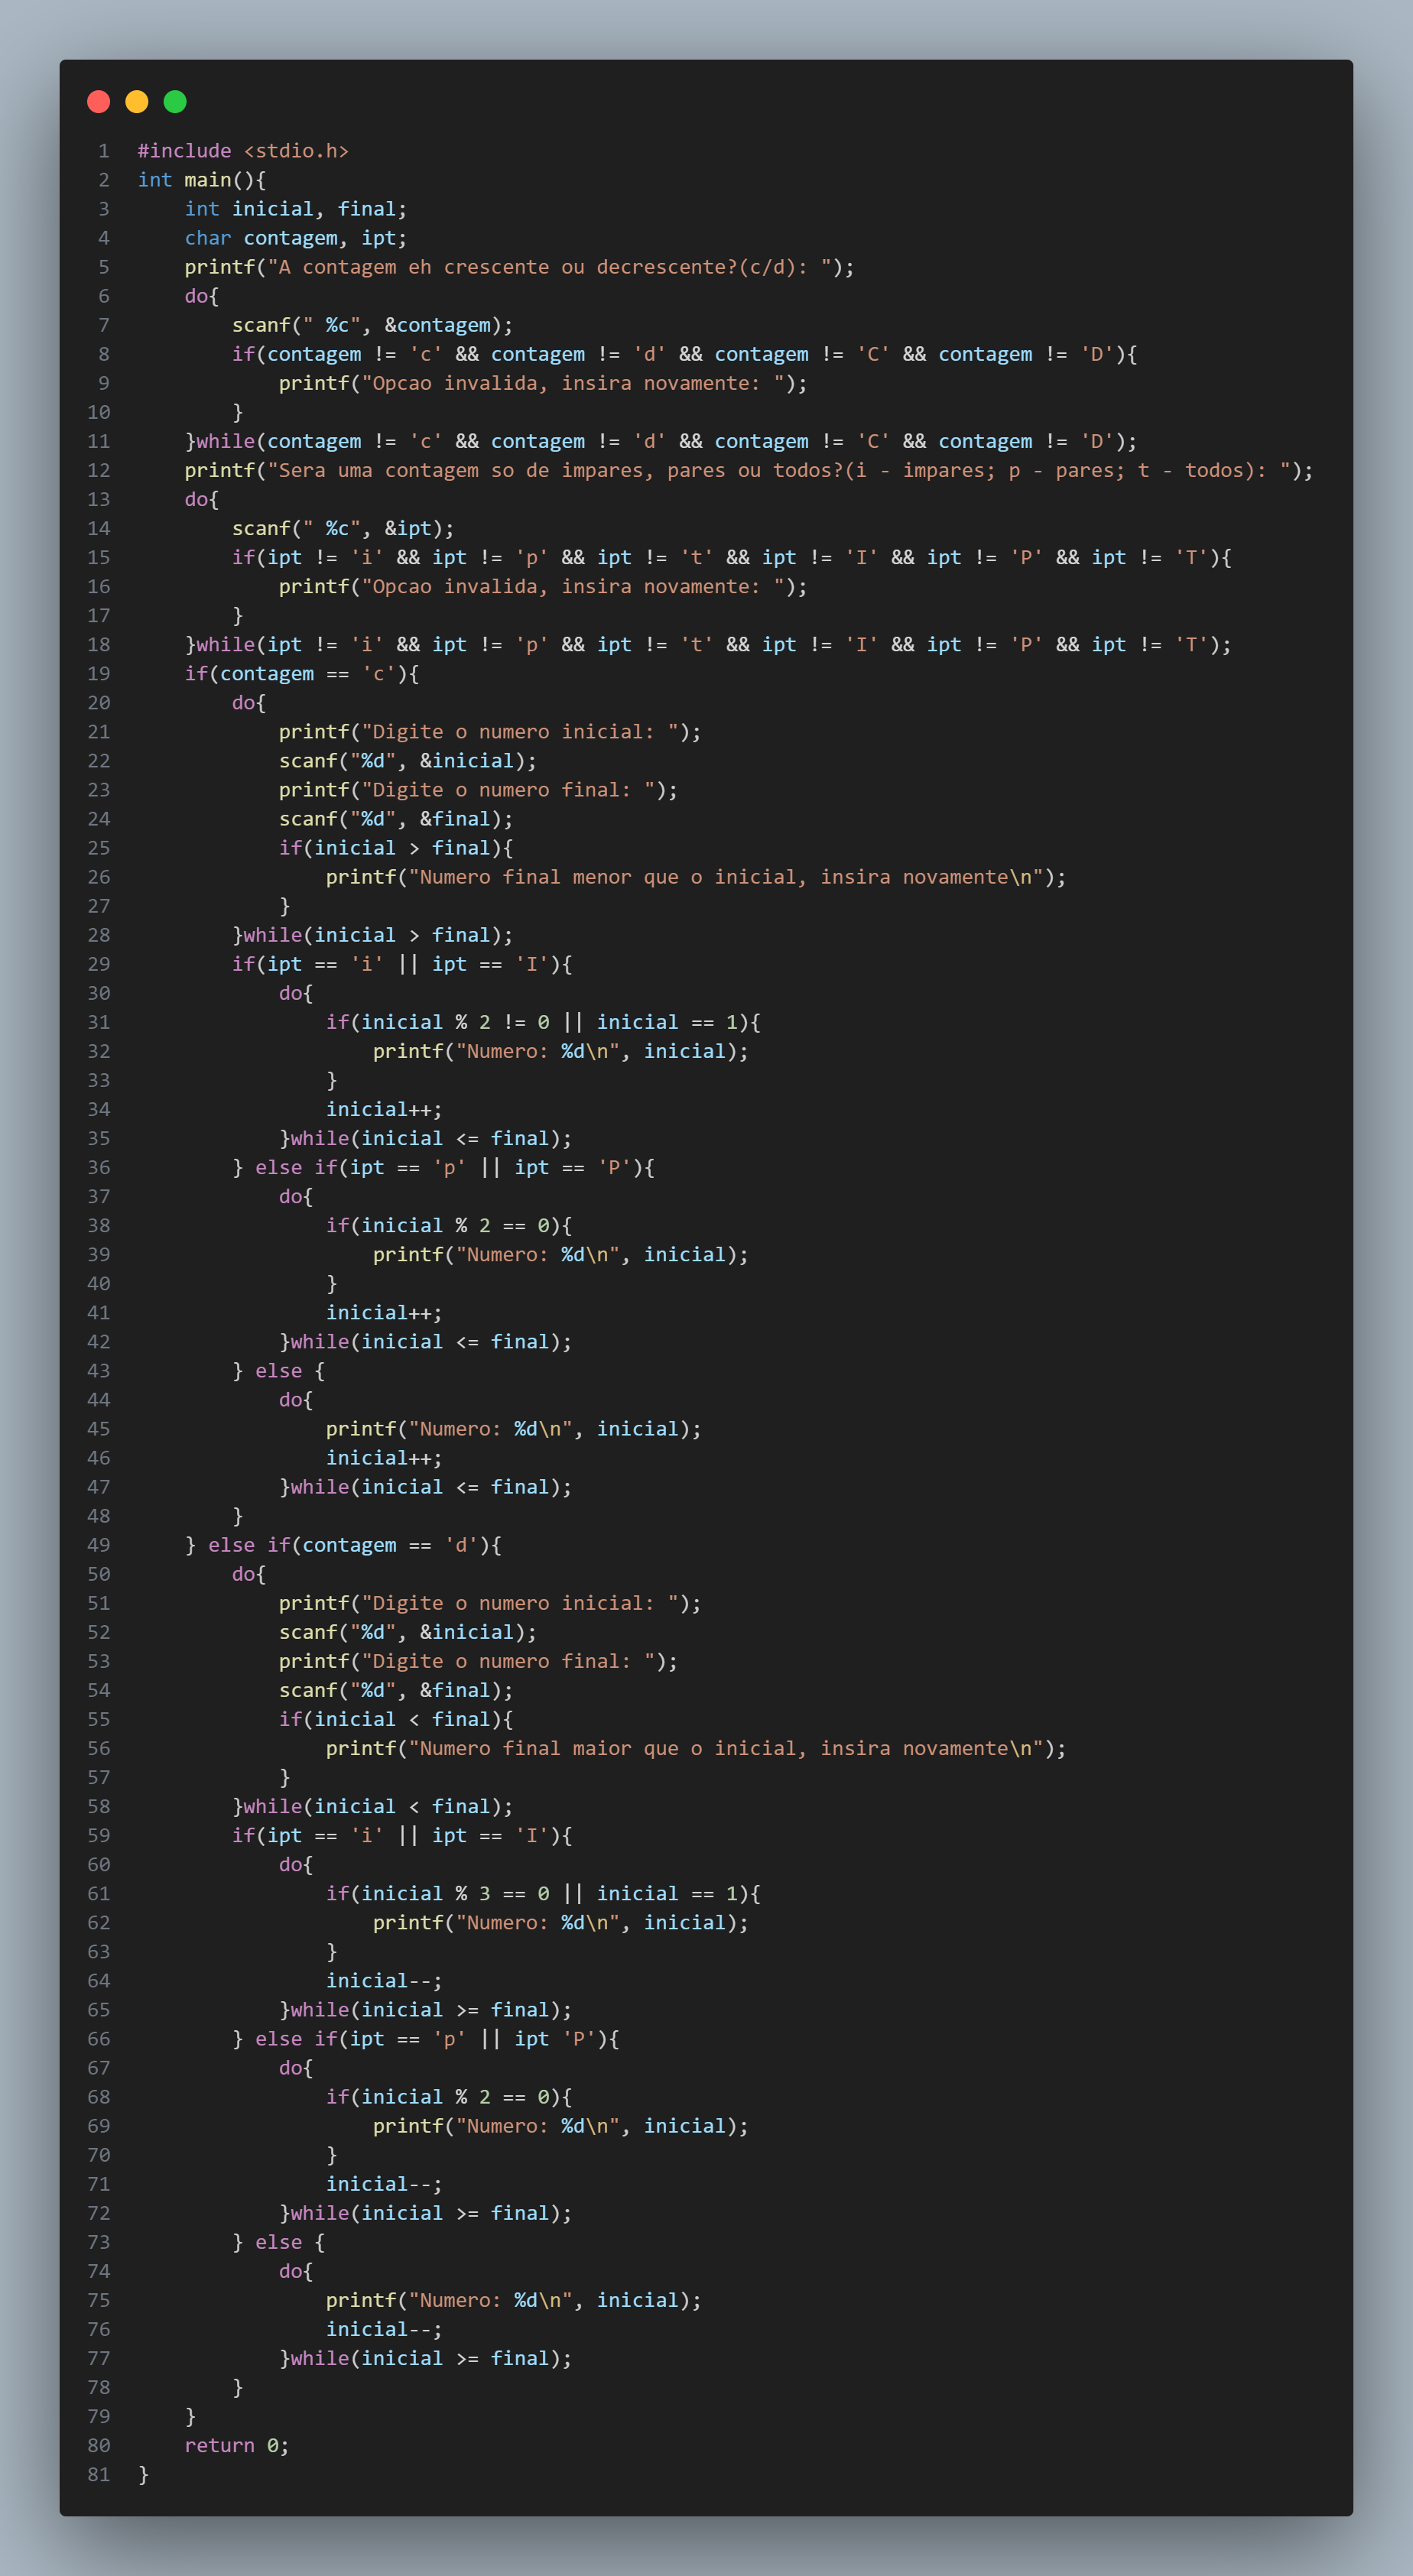 1 #include <stdio.h>
2 int main(){
3     int inicial, final;
4     char contagem, ipt;
5     printf("A contagem eh crescente ou decrescente?(c/d): ");
6     do{
7         scanf(" %c", &contagem);
8         if(contagem != 'c' && contagem != 'd' && contagem != 'C' && contagem != 'D'){
9             printf("Opcao invalida, insira novamente: ");
10         }
11     }while(contagem != 'c' && contagem != 'd' && contagem != 'C' && contagem != 'D');
12     printf("Sera uma contagem so de impares, pares ou todos?(i - impares; p - pares; t - todos): ");
13     do{
14         scanf(" %c", &ipt);
15         if(ipt != 'i' && ipt != 'p' && ipt != 't' && ipt != 'I' && ipt != 'P' && ipt != 'T'){
16             printf("Opcao invalida, insira novamente: ");
17         }
18     }while(ipt != 'i' && ipt != 'p' && ipt != 't' && ipt != 'I' && ipt != 'P' && ipt != 'T');
19     if(contagem == 'c'){
20         do{
21             printf("Digite o numero inicial: ");
22             scanf("%d", &inicial);
23             printf("Digite o numero final: ");
24             scanf("%d", &final);
25             if(inicial > final){
26                 printf("Numero final menor que o inicial, insira novamente\n");
27             }
28         }while(inicial > final);
29         if(ipt == 'i' || ipt == 'I'){
30             do{
31                 if(inicial % 2 != 0 || inicial == 1){
32                     printf("Numero: %d\n", inicial);
33                 }
34                 inicial++;
35             }while(inicial <= final);
36         } else if(ipt == 'p' || ipt == 'P'){
37             do{
38                 if(inicial % 2 == 0){
39                     printf("Numero: %d\n", inicial);
40                 }
41                 inicial++;
42             }while(inicial <= final);
43         } else {
44             do{
45                 printf("Numero: %d\n", inicial);
46                 inicial++;
47             }while(inicial <= final);
48         }
49     } else if(contagem == 'd'){
50         do{
51             printf("Digite o numero inicial: ");
52             scanf("%d", &inicial);
53             printf("Digite o numero final: ");
54             scanf("%d", &final);
55             if(inicial < final){
56                 printf("Numero final maior que o inicial, insira novamente\n");
57             }
58         }while(inicial < final);
59         if(ipt == 'i' || ipt == 'I'){
60             do{
61                 if(inicial % 3 == 0 || inicial == 1){
62                     printf("Numero: %d\n", inicial);
63                 }
64                 inicial--;
65             }while(inicial >= final);
66         } else if(ipt == 'p' || ipt 'P'){
67             do{
68                 if(inicial % 2 == 0){
69                     printf("Numero: %d\n", inicial);
70                 }
71                 inicial--;
72             }while(inicial >= final);
73         } else {
74             do{
75                 printf("Numero: %d\n", inicial);
76                 inicial--;
77             }while(inicial >= final);
78         }
79     }
80     return 0;
81 }